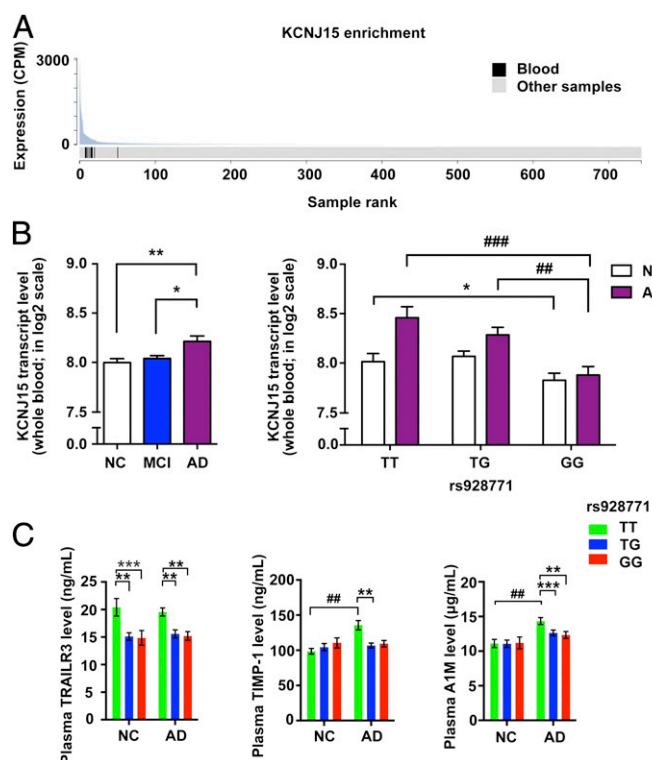 A
KCNJ15 enrichment
Expression (CPM)
3000
0
Blood
Other samples
0 100 200 300 400 500 600 700
Sample rank
B
KCNJ15 transcript level
(whole blood; in log2 scale)
9.0
8.5
8.0
7.5
0.0
**
*
NC MCI AD
KCNJ15 transcript level
(whole blood; in log2 scale)
9.0
8.5
8.0
7.5
0.0
###
##
*
N
A
TT TG GG
rs928771
C
rs928771
TT
TG
GG
Plasma TRAILR3 level (ng/mL)
25
20
15
10
5
0
*** **
** **
NC AD
Plasma TIMP-1 level (ng/mL)
200
150
100
50
0
## **
NC AD
Plasma A1M level (µg/mL)
20
15
10
5
0
**
## ***
NC AD